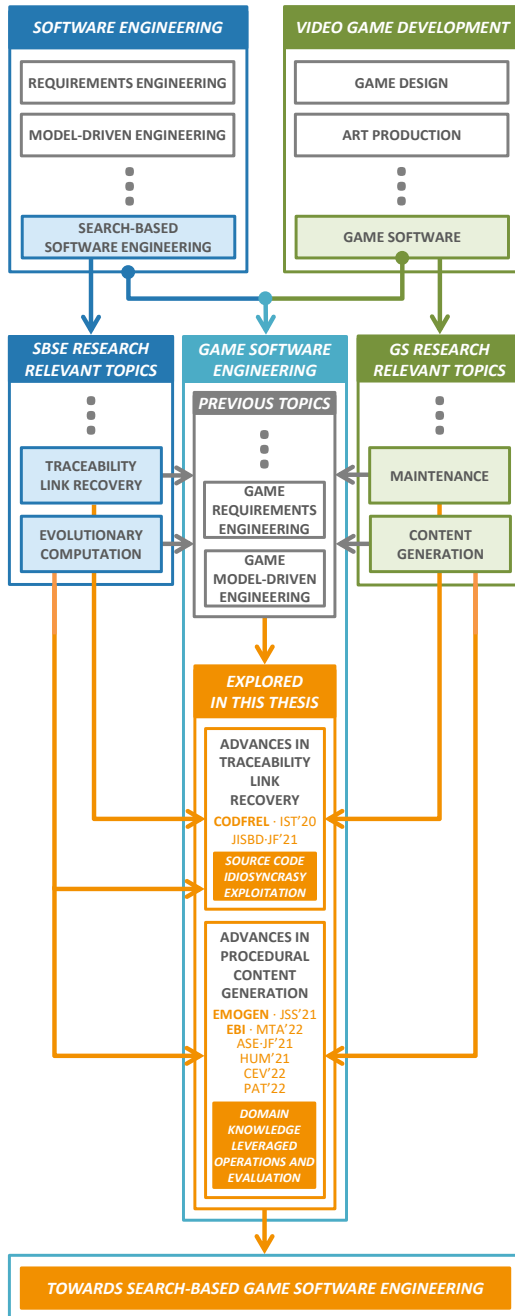 SOFTWARE ENGINEERING
REQUIREMENTS ENGINEERING
MODEL-DRIVEN ENGINEERING
SEARCH-BASED
SOFTWARE ENGINEERING
VIDEO GAME DEVELOPMENT
GAME DESIGN
ART PRODUCTION
GAME SOFTWARE
SBSE RESEARCH
RELEVANT TOPICS
TRACEABILITY
LINK RECOVERY
EVOLUTIONARY
COMPUTATION
GAME SOFTWARE
ENGINEERING
PREVIOUS TOPICS
GAME
REQUIREMENTS
ENGINEERING
GAME
MODEL-DRIVEN
ENGINEERING
GS RESEARCH
RELEVANT TOPICS
MAINTENANCE
CONTENT
GENERATION
EXPLORED
IN THIS THESIS
ADVANCES IN
TRACEABILITY
LINK
RECOVERY
CODFREL · IST'20
JISBD·JF'21
SOURCE CODE
IDIOSYNCRASY
EXPLOITATION
ADVANCES IN
PROCEDURAL
CONTENT
GENERATION
EMOGEN · JSS'21
EBI · MTA'22
ASE·JF'21
HUM'21
CEV'22
PAT'22
DOMAIN
KNOWLEDGE
LEVERAGED
OPERATIONS AND
EVALUATION
TOWARDS SEARCH-BASED GAME SOFTWARE ENGINEERING